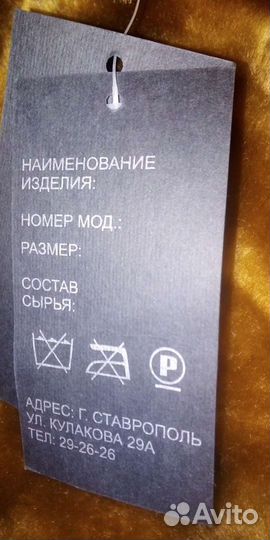 НАИМЕНОВАНИЕ
ИЗДЕЛИЯ:
НОМЕР МОД.:
РАЗМЕР:
СОСТАВ
СЫРЬЯ:
P
АДРЕС: Г. СТАВРОПОЛЬ
УЛ. КУЛАКОВА 29А
ТЕЛ: 29-26-26
Avito